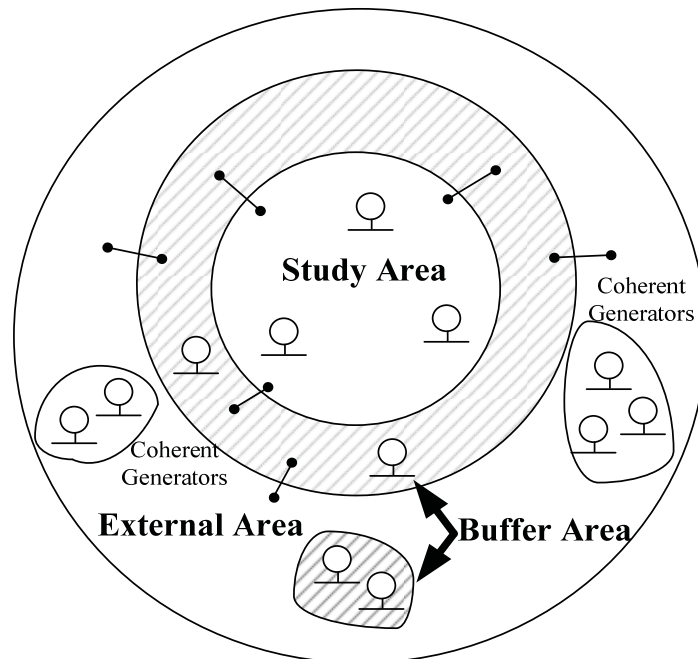 Study Area
Coherent
Generators
Coherent
Generators
External Area
Buffer Area